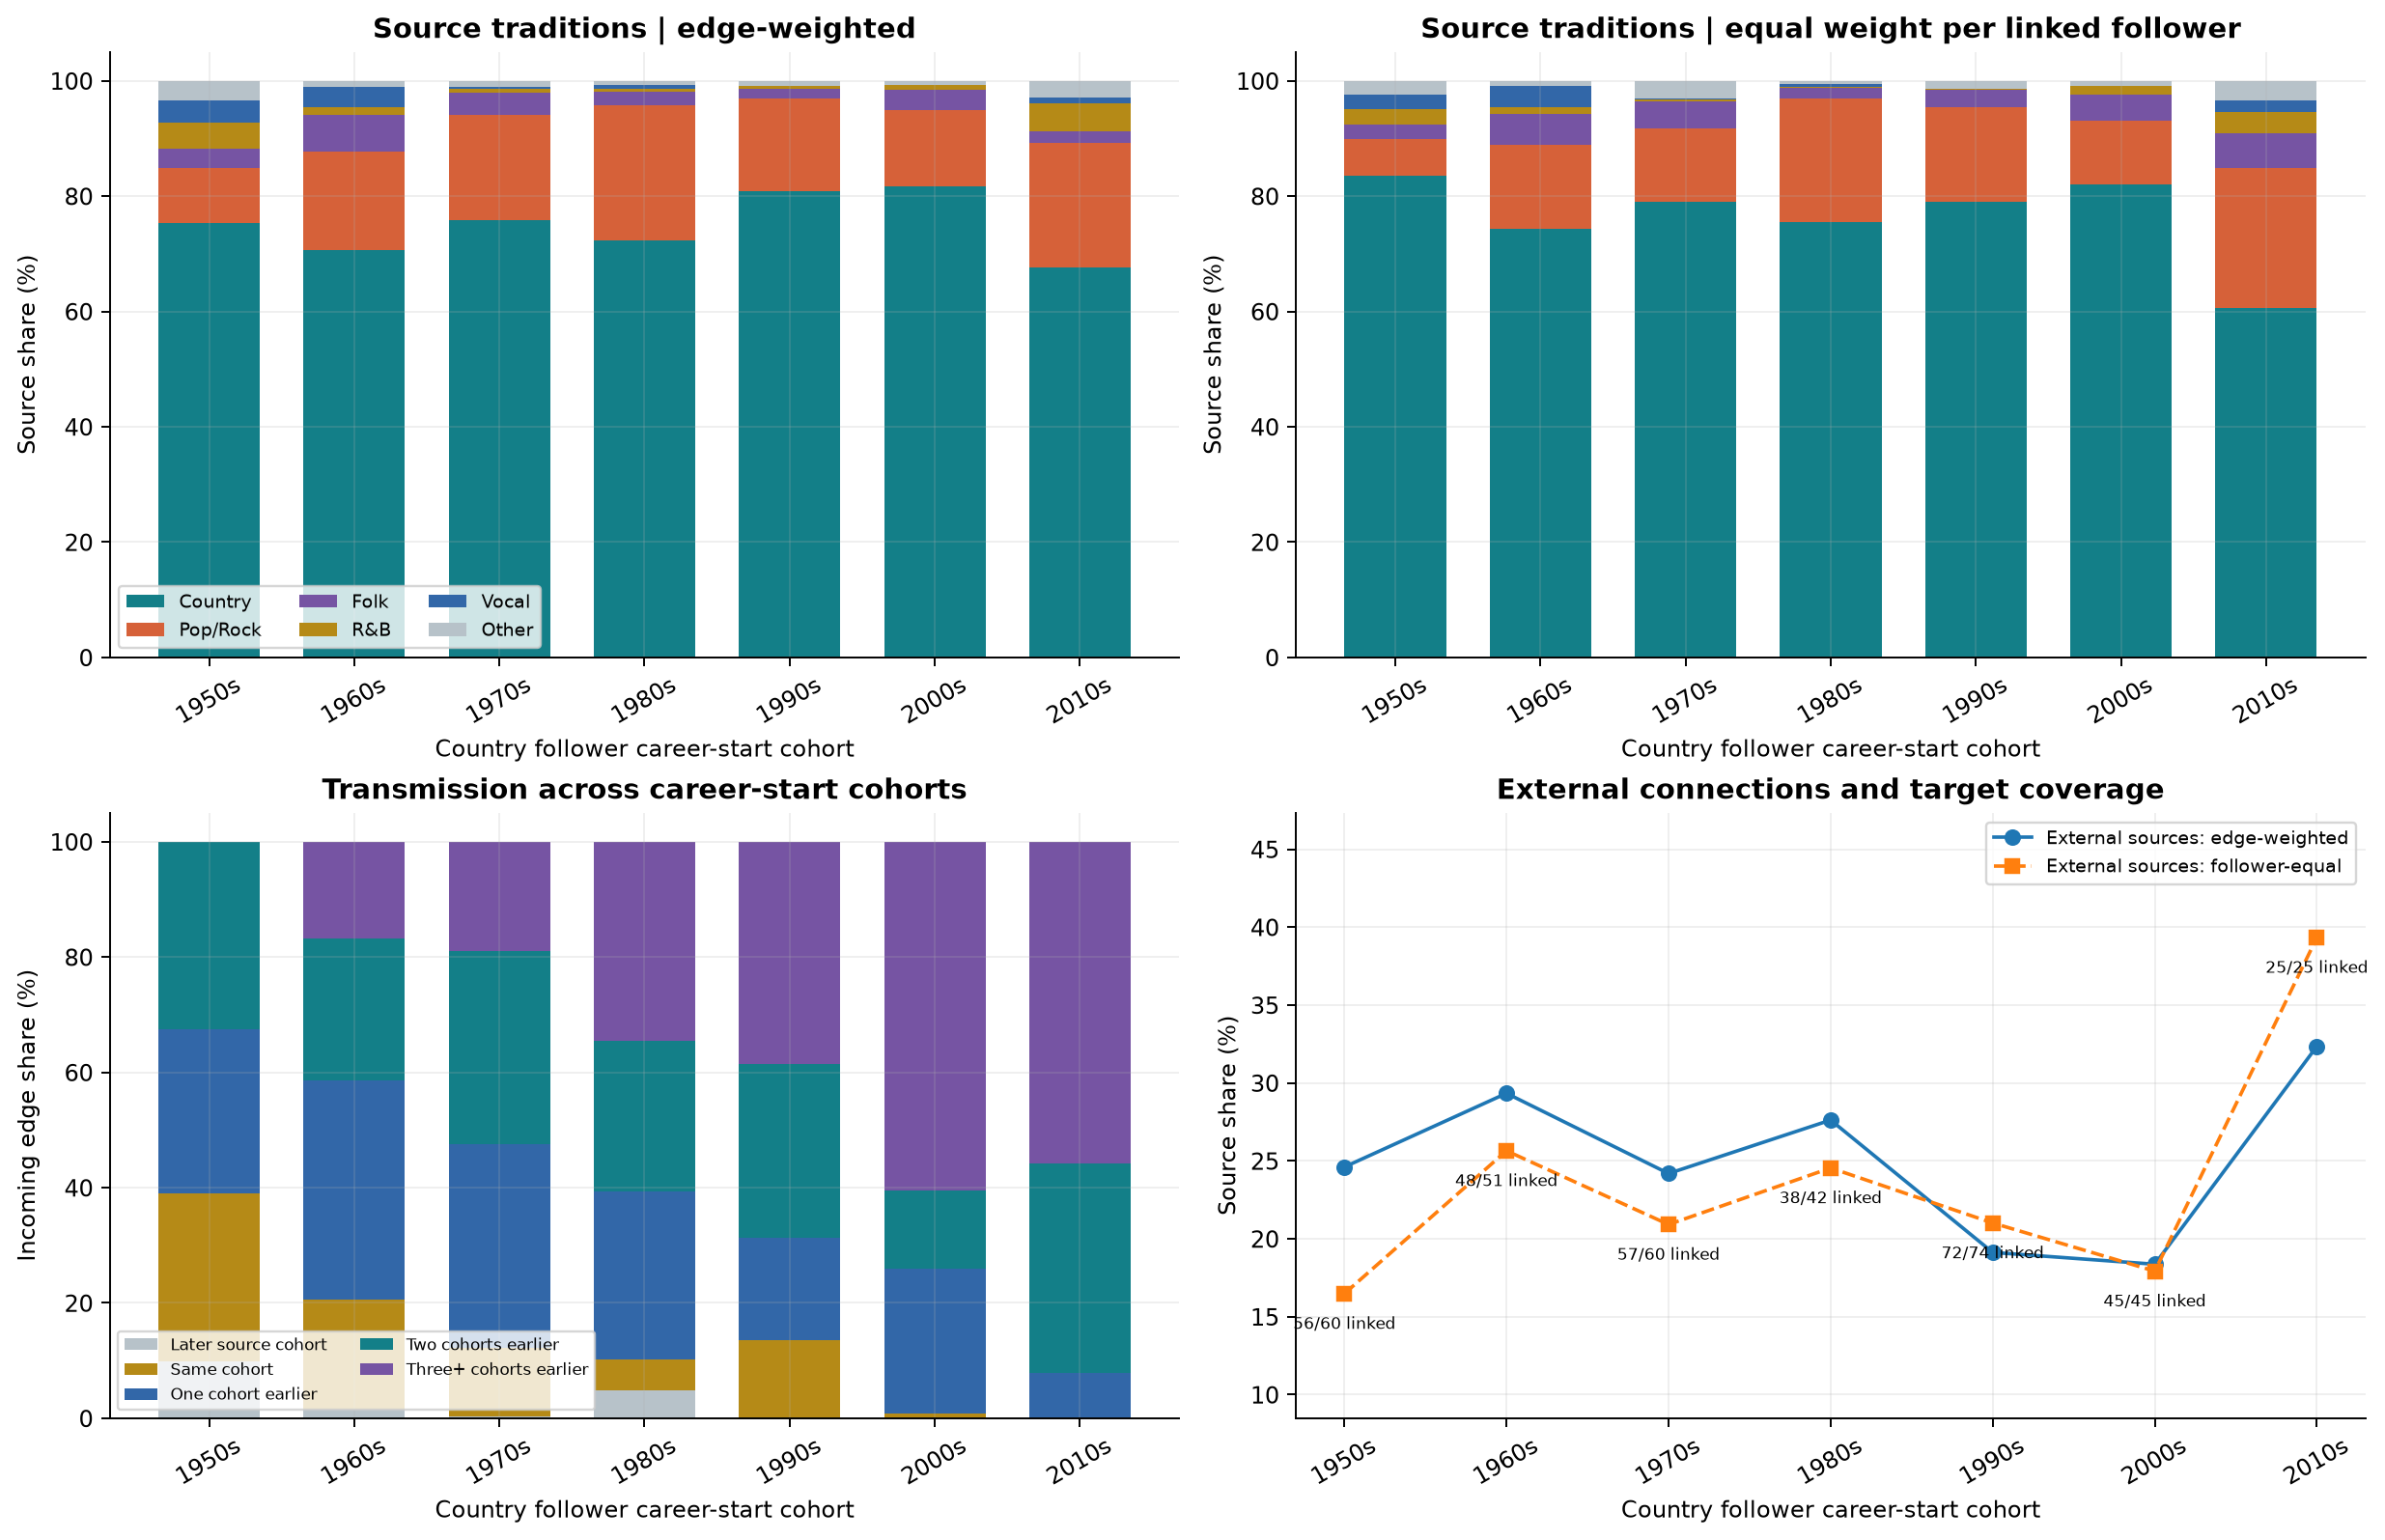 Source traditions | edge-weighted
Source share (%)
100
80
60
40
20
0
Country
Folk
Vocal
Pop/Rock
R&B
Other
1950s
1960s
1970s
1980s
1990s
2000s
2010s
Country follower career-start cohort
Source traditions | equal weight per linked follower
Source share (%)
100
80
60
40
20
0
1950s
1960s
1970s
1980s
1990s
2000s
2010s
Country follower career-start cohort
Transmission across career-start cohorts
Incoming edge share (%)
100
80
60
40
20
0
Later source cohort
Two cohorts earlier
Same cohort
Three+ cohorts earlier
One cohort earlier
1950s
1960s
1970s
1980s
1990s
2000s
2010s
Country follower career-start cohort
External connections and target coverage
Source share (%)
45
40
35
30
25
20
15
10
External sources: edge-weighted
External sources: follower-equal
56/60 linked
48/51 linked
57/60 linked
38/42 linked
72/74 linked
45/45 linked
25/25 linked
1950s
1960s
1970s
1980s
1990s
2000s
2010s
Country follower career-start cohort